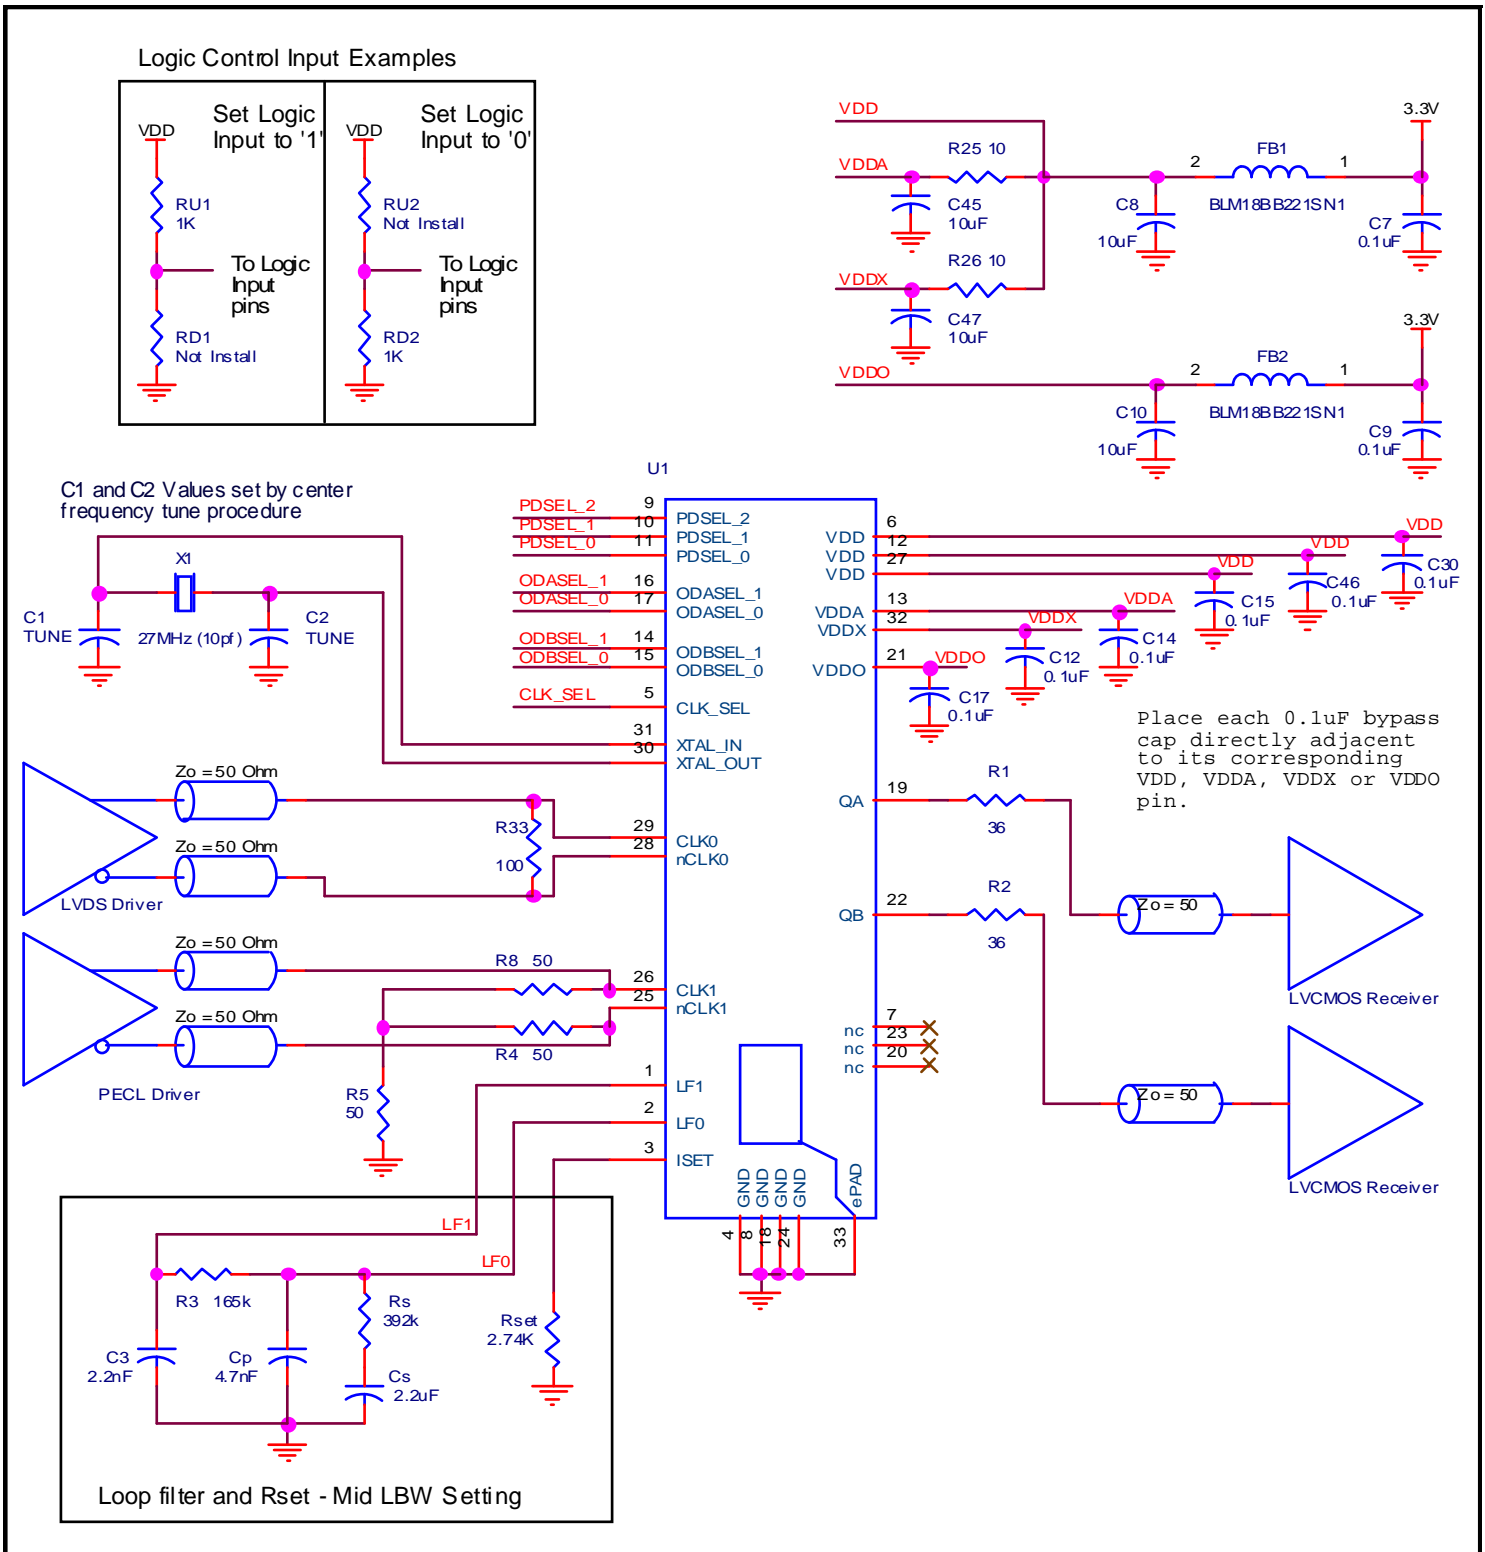 Logic Control Input Examples
Set Logic
Input to '1'
VDD
RU1
1K
To Logic
Input
pins
RD1
Not Install
Set Logic
Input to '0'
VDD
RU2
Not Install
To Logic
Input
pins
RD2
1K
VDD
VDDA
R25 10
C45
10uF
VDDX
R26 10
C47
10uF
C8
10uF
2
FB1
1
BLM18BB221SN1
3.3V
C7
0.1uF
VDDO
C10
10uF
2
FB2
1
BLM18BB221SN1
3.3V
C9
0.1uF
C1 and C2 Values set by center
frequency tune procedure
X1
C1
TUNE
27MHz (10pf)
C2
TUNE
U1
PDSEL_2
9
PDSEL_2
PDSEL_1
10
PDSEL_1
PDSEL_0
11
PDSEL_0
ODASEL_1
16
ODASEL_1
ODASEL_0
17
ODASEL_0
ODBSEL_1
14
ODBSEL_1
ODBSEL_0
15
ODBSEL_0
CLK_SEL
5
CLK_SEL
31
XTAL_IN
30
XTAL_OUT
Zo = 50 Ohm
Zo = 50 Ohm
LVDS Driver
R33
100
29
CLK0
28
nCLK0
Zo = 50 Ohm
Zo = 50 Ohm
PECL Driver
R8 50
R4 50
R5
50
26
CLK1
25
nCLK1
1
LF1
2
LF0
3
ISET
VDD
6
VDD
C30
0.1uF
VDD
12
VDD
C46
0.1uF
VDD
27
VDD
C15
0.1uF
VDDA
13
VDDA
C14
0.1uF
VDDX
32
VDDX
C12
0.1uF
VDDO
21
VDDO
C17
0.1uF
Place each 0.1uF bypass
cap directly adjacent
to its corresponding
VDD, VDDA, VDDX or VDDO
pin.
QA
19
R1
36
Zo = 50
LVCMOS Receiver
QB
22
R2
36
Zo = 50
LVCMOS Receiver
nc
7
nc
23
nc
20
GND
GND
GND
GND
ePAD
4
8
18
24
33
LF1
LF0
R3 165k
Rs
392k
C3
2.2nF
Cp
4.7nF
Cs
2.2uF
Rset
2.74K
Loop filter and Rset - Mid LBW Setting